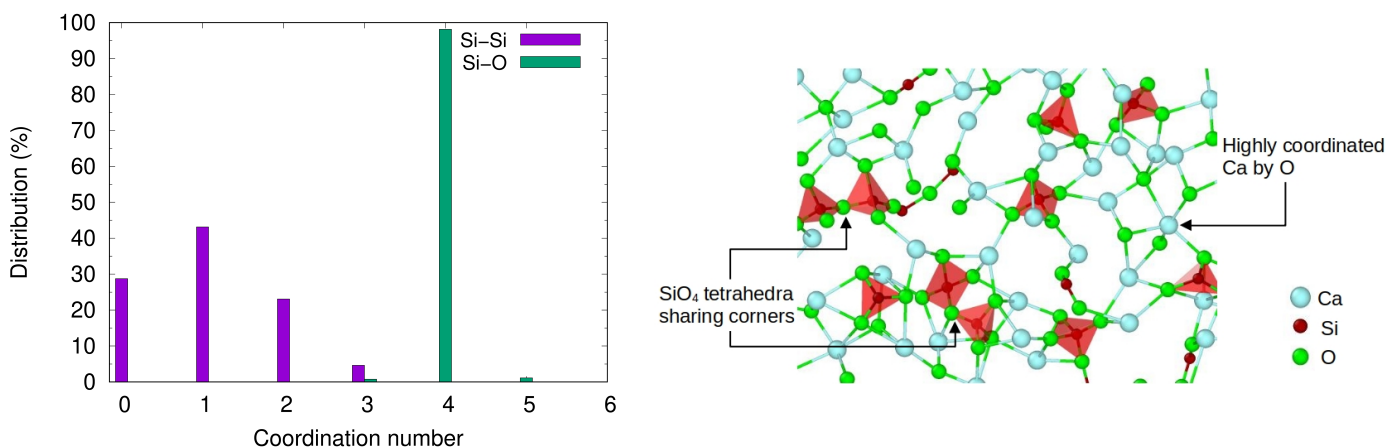 100
90
80
70
60
50
40
30
20
10
0
Distribution (%)
Si−Si
Si−O
0 1 2 3 4 5 6
Coordination number
Highly coordinated
Ca by O
SiO₄ tetrahedra
sharing corners
Ca
Si
O